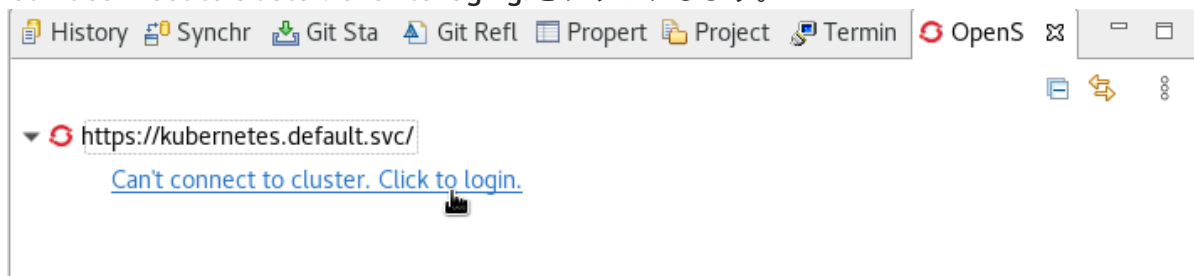 History Synchr Git Sta Git Refl Propert Project Termin OpenS
https://kubernetes.default.svc/
Can't connect to cluster. Click to login.